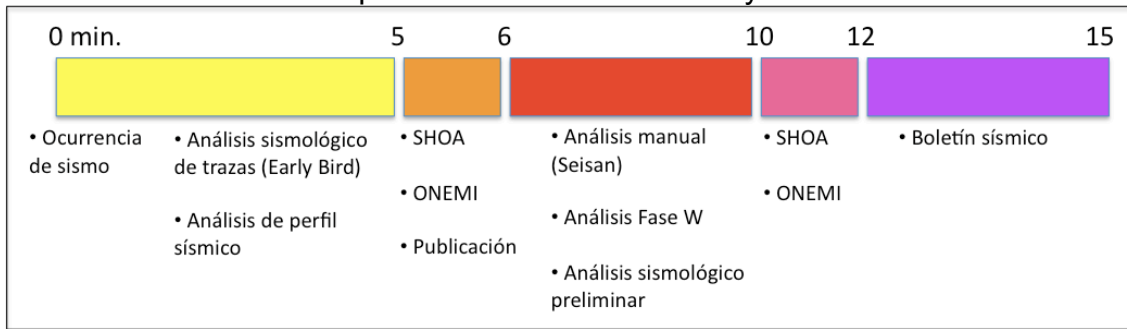 0 min.
5
6
10
12
15
• Ocurrencia
de sismo
• Análisis sismológico
de trazas (Early Bird)
• Análisis de perfil
sísmico
• SHOA
• ONEMI
• Publicación
• Análisis manual
(Seisan)
• Análisis Fase W
• Análisis sismológico
preliminar
• SHOA
• ONEMI
• Boletín sísmico